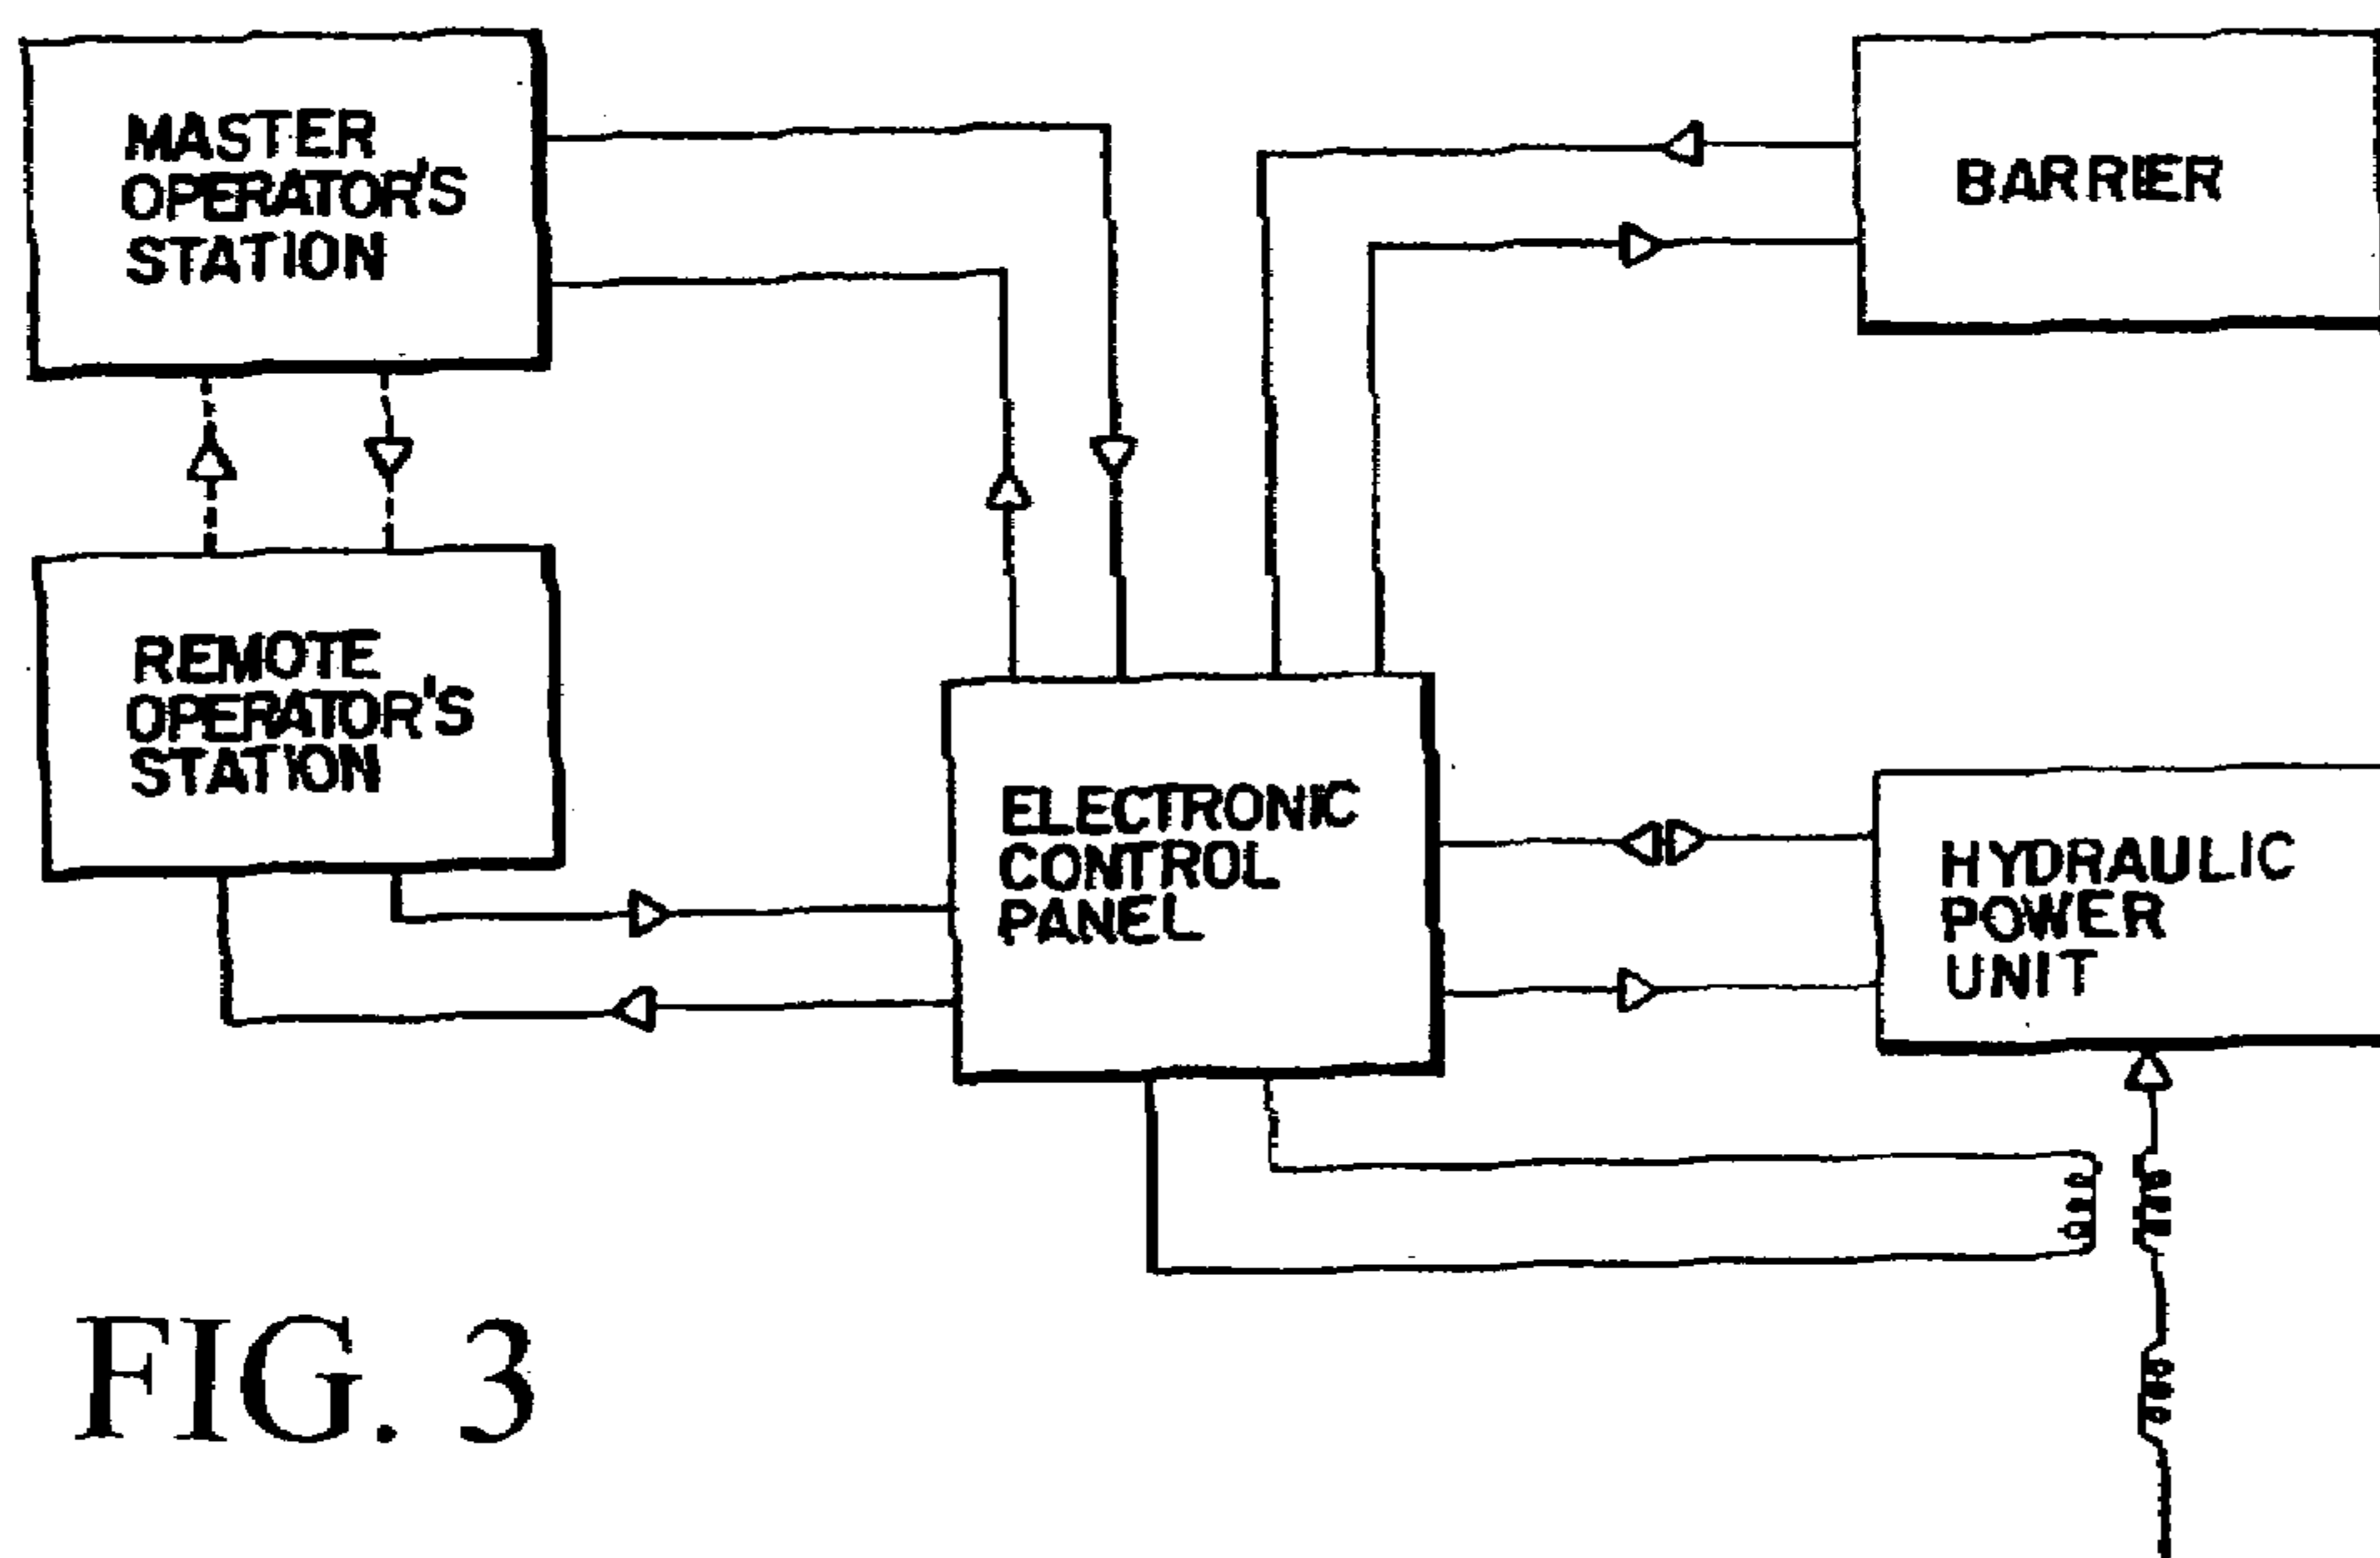 MASTER
OPERATOR'S
STATION
BARRIER
REMOTE
OPERATOR'S
STATION
ELECTRONIC
CONTROL
PANEL
HYDRAULIC
POWER
UNIT
FIG. 3